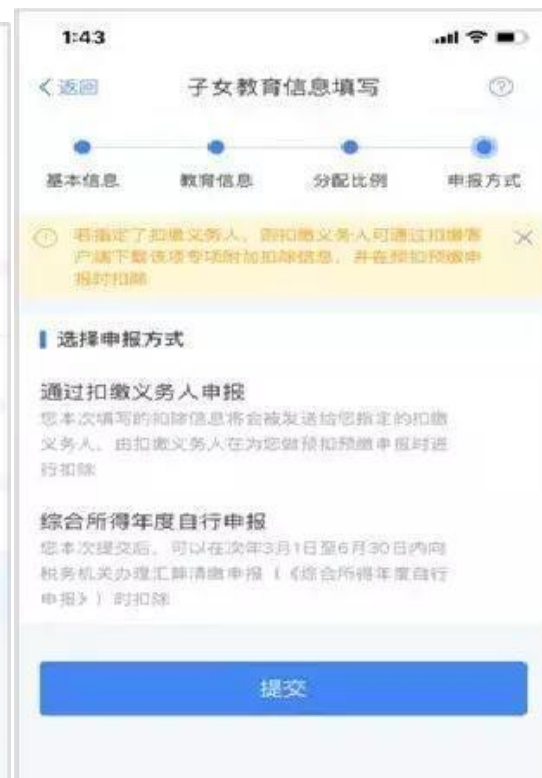 1:43
返回 子女教育信息填写
基本信息 教育信息 分配比例 申报方式
若指定了扣缴义务人，则扣缴义务人可通过扣缴客
户端下载该项专项附加扣除信息，并在预扣预缴申
报时扣除
选择申报方式
通过扣缴义务人申报
您本次填写的扣除信息将会被发送给您指定的扣缴
义务人，由扣缴义务人在为您做预扣预缴申报时进
行扣除
综合所得年度自行申报
您本次提交后，可以在次年3月1日至6月30日内向
税务机关办理汇算清缴申报（《综合所得年度自行
申报》）时扣除
提交